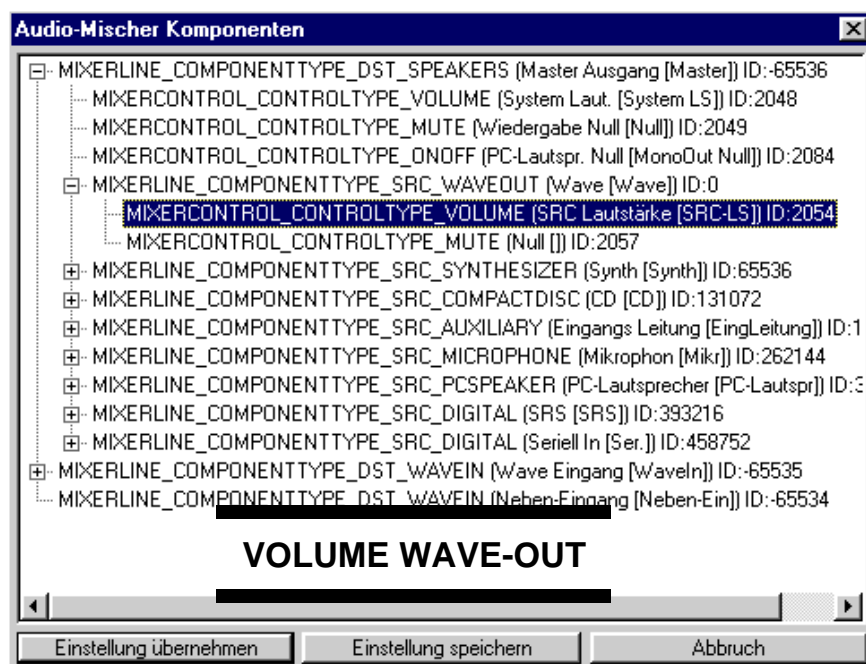 Audio-Mischer Komponenten
MIXERLINE_COMPONENTTYPE_DST_SPEAKERS (Master Ausgang [Master]) ID:-65536
MIXERCONTROL_CONTROLTYPE_VOLUME (System Laut. [System LS]) ID:2048
MIXERCONTROL_CONTROLTYPE_MUTE (Wiedergabe Null [Null]) ID:2049
MIXERCONTROL_CONTROLTYPE_ONOFF (PC-Lautspr. Null [MonoOut Null]) ID:2084
MIXERLINE_COMPONENTTYPE_SRC_WAVEOUT (Wave [Wave]) ID:0
MIXERCONTROL_CONTROLTYPE_VOLUME (SRC Lautstärke [SRC-LS]) ID:2054
MIXERCONTROL_CONTROLTYPE_MUTE (Null []) ID:2057
MIXERLINE_COMPONENTTYPE_SRC_SYNTHESIZER (Synth [Synth]) ID:65536
MIXERLINE_COMPONENTTYPE_SRC_COMPACTDISC (CD [CD]) ID:131072
MIXERLINE_COMPONENTTYPE_SRC_AUXILIARY (Eingangs Leitung [EingLeitung]) ID:1
MIXERLINE_COMPONENTTYPE_SRC_MICROPHONE (Mikrophon [Mikr]) ID:262144
MIXERLINE_COMPONENTTYPE_SRC_PCSPEAKER (PC-Lautsprecher [PC-Lautspr]) ID:3
MIXERLINE_COMPONENTTYPE_SRC_DIGITAL (SRS [SRS]) ID:393216
MIXERLINE_COMPONENTTYPE_SRC_DIGITAL (Seriell In [Ser.]) ID:458752
MIXERLINE_COMPONENTTYPE_DST_WAVEIN (Wave Eingang [WaveIn]) ID:-65535
MIXERLINE_COMPONENTTYPE_DST_WAVEIN (Neben-Eingang [Neben-Ein]) ID:-65534
VOLUME WAVE-OUT
Einstellung übernehmen
Einstellung speichern
Abbruch